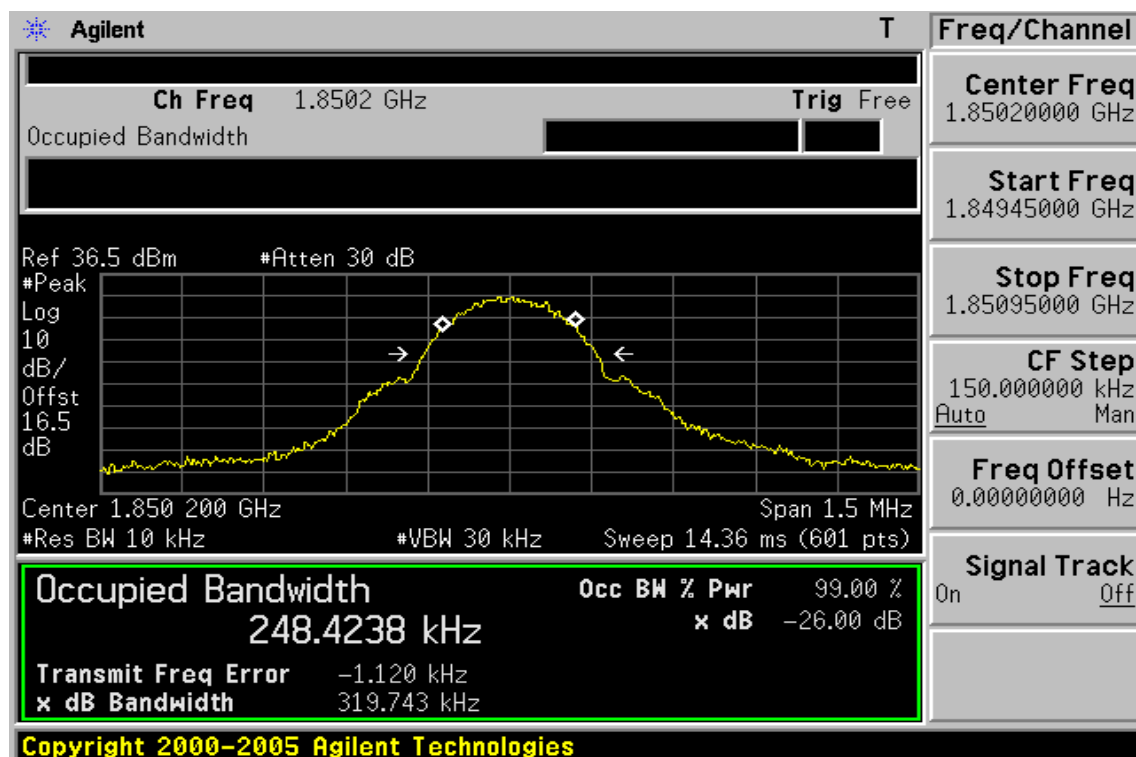 Agilent T
Ch Freq 1.8502 GHz Trig Free
Occupied Bandwidth
Ref 36.5 dBm #Atten 30 dB
#Peak
Log
10
dB/
Offst
16.5
dB
Center 1.850 200 GHz Span 1.5 MHz
#Res BW 10 kHz #VBW 30 kHz Sweep 14.36 ms (601 pts)
Occupied Bandwidth
248.4238 kHz
Occ BW % Pwr 99.00 %
x dB -26.00 dB
Transmit Freq Error -1.120 kHz
x dB Bandwidth 319.743 kHz
Copyright 2000-2005 Agilent Technologies
Freq/Channel
Center Freq
1.85020000 GHz
Start Freq
1.84945000 GHz
Stop Freq
1.85095000 GHz
CF Step
150.000000 kHz
Auto Man
Freq Offset
0.00000000 Hz
Signal Track
On Off